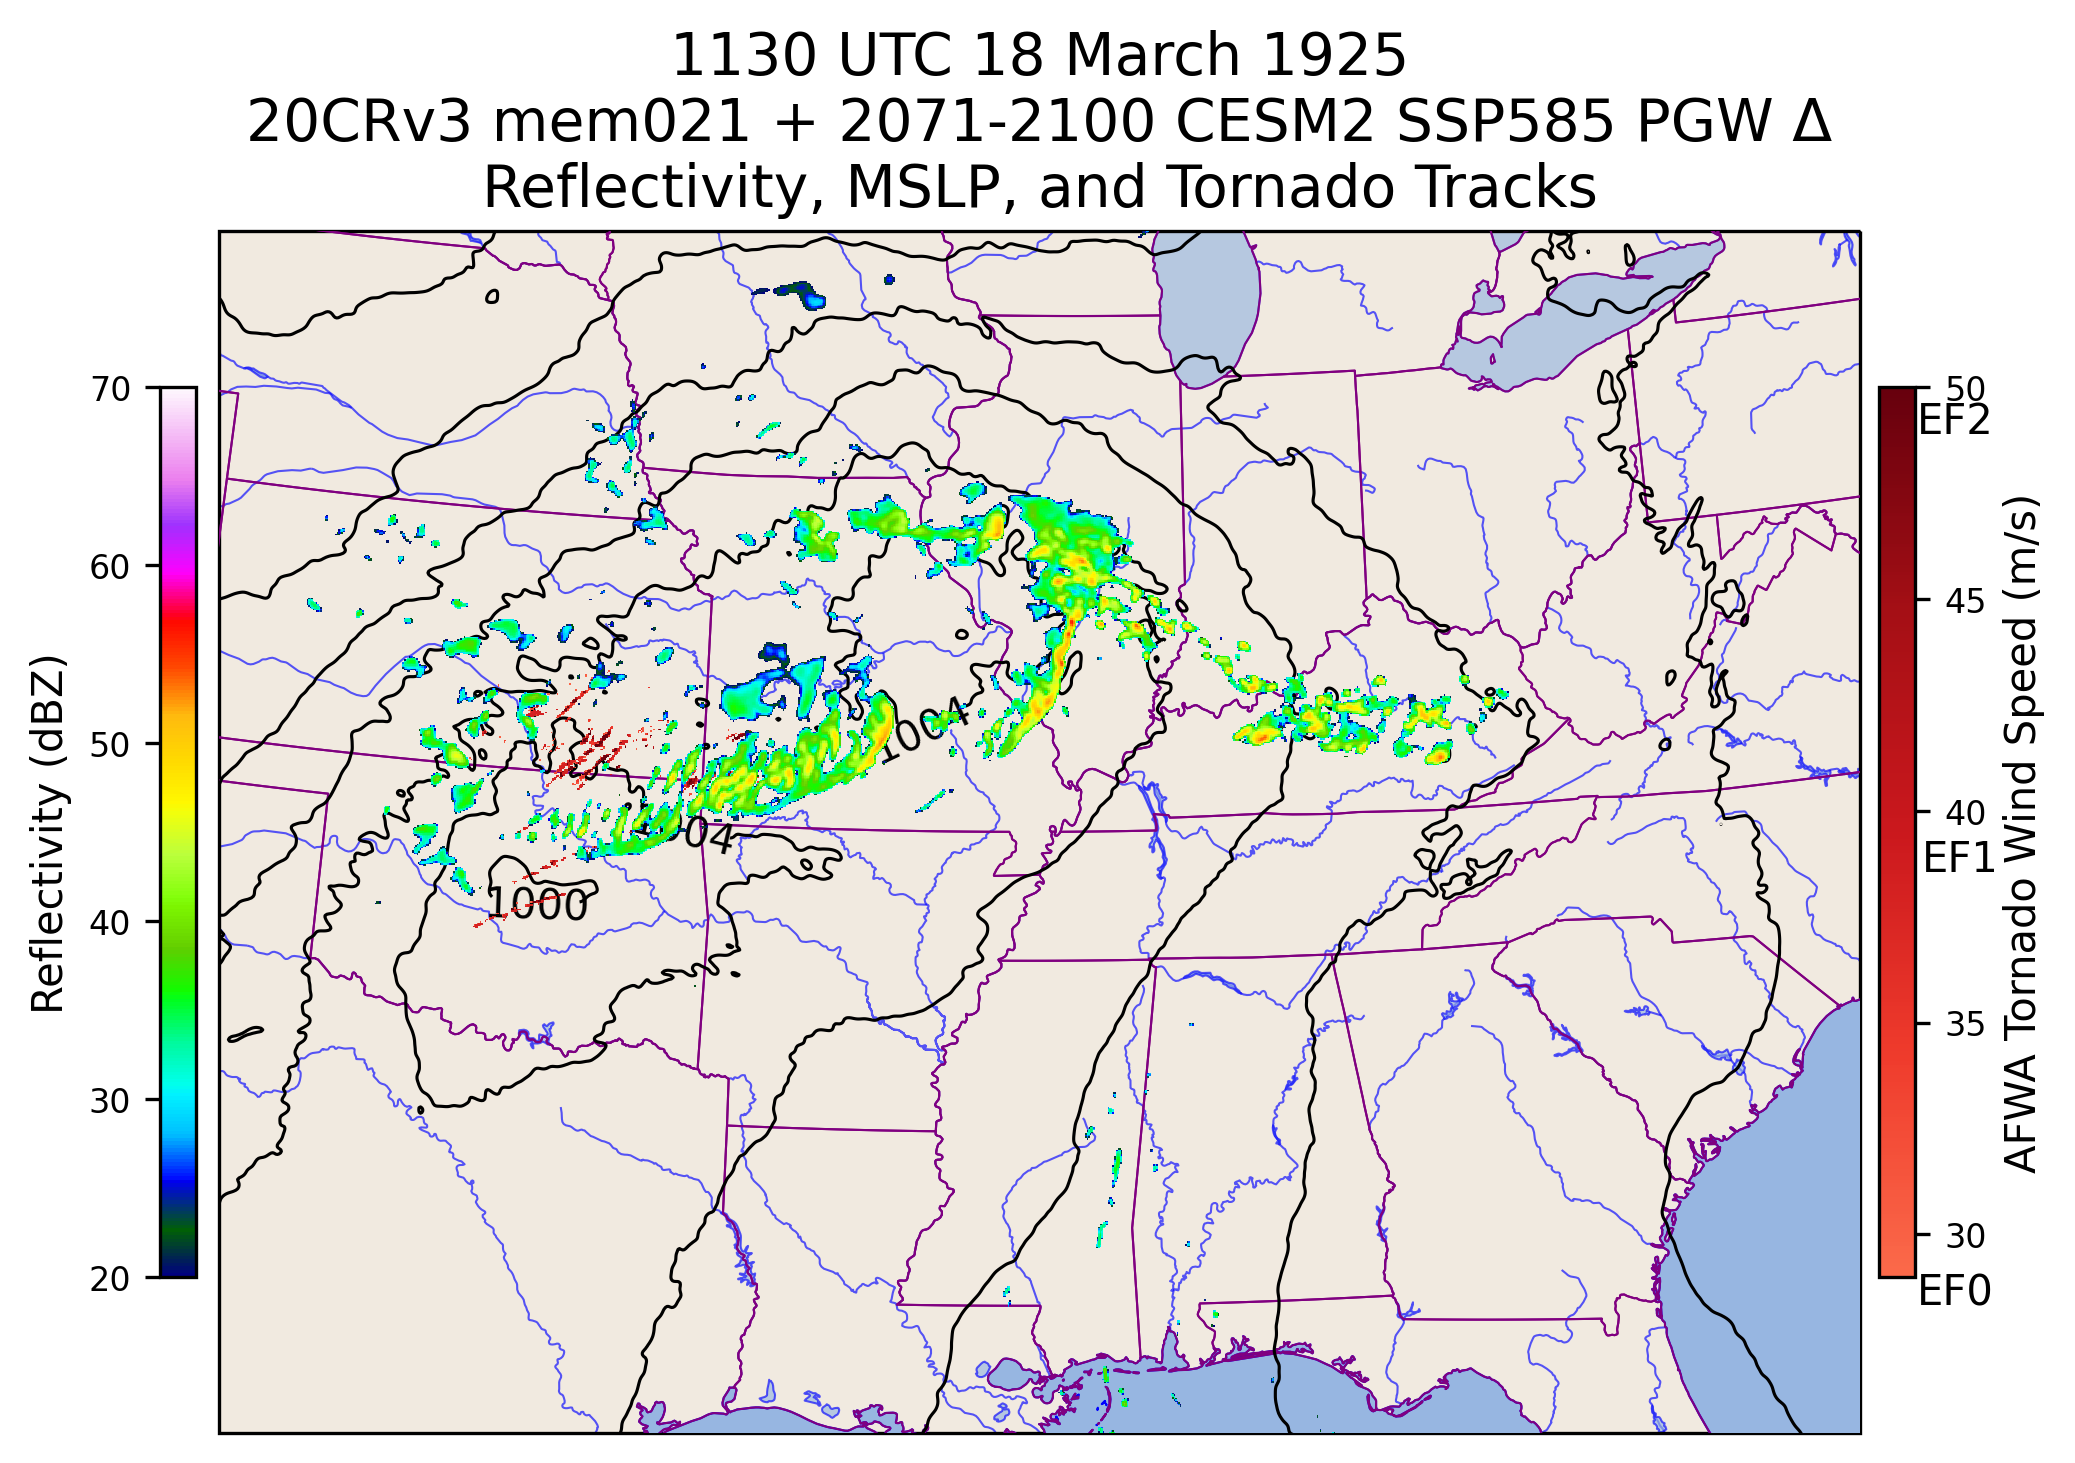 1130 UTC 18 March 1925
20CRv3 mem021 + 2071-2100 CESM2 SSP585 PGW Δ
Reflectivity, MSLP, and Tornado Tracks
Reflectivity (dBZ)
70
60
50
40
30
20
1004
1004
1000
50
EF2
45
40
EF1
35
30
EF0
AFWA Tornado Wind Speed (m/s)